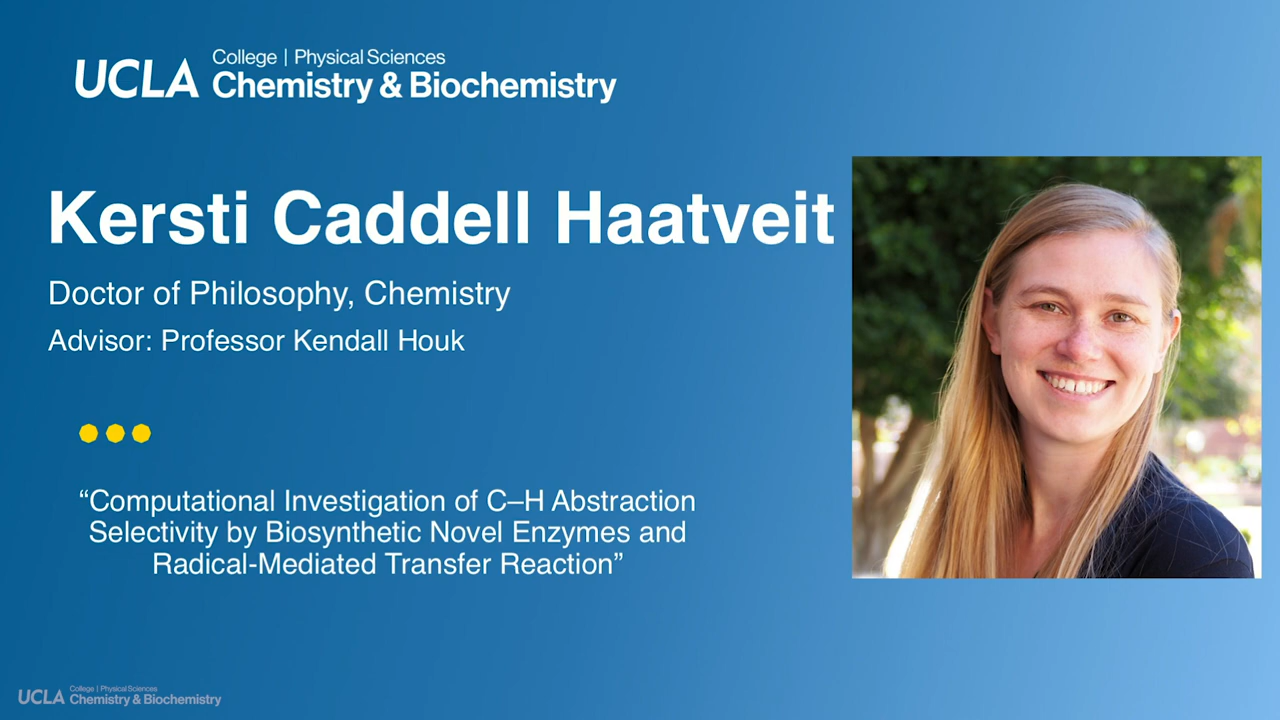 UCLA College | Physical Sciences
Chemistry & Biochemistry
Kersti Caddell Haatveit
Doctor of Philosophy, Chemistry
Advisor: Professor Kendall Houk
“Computational Investigation of C–H Abstraction
Selectivity by Biosynthetic Novel Enzymes and
Radical-Mediated Transfer Reaction”
UCLA College | Physical Sciences
Chemistry & Biochemistry